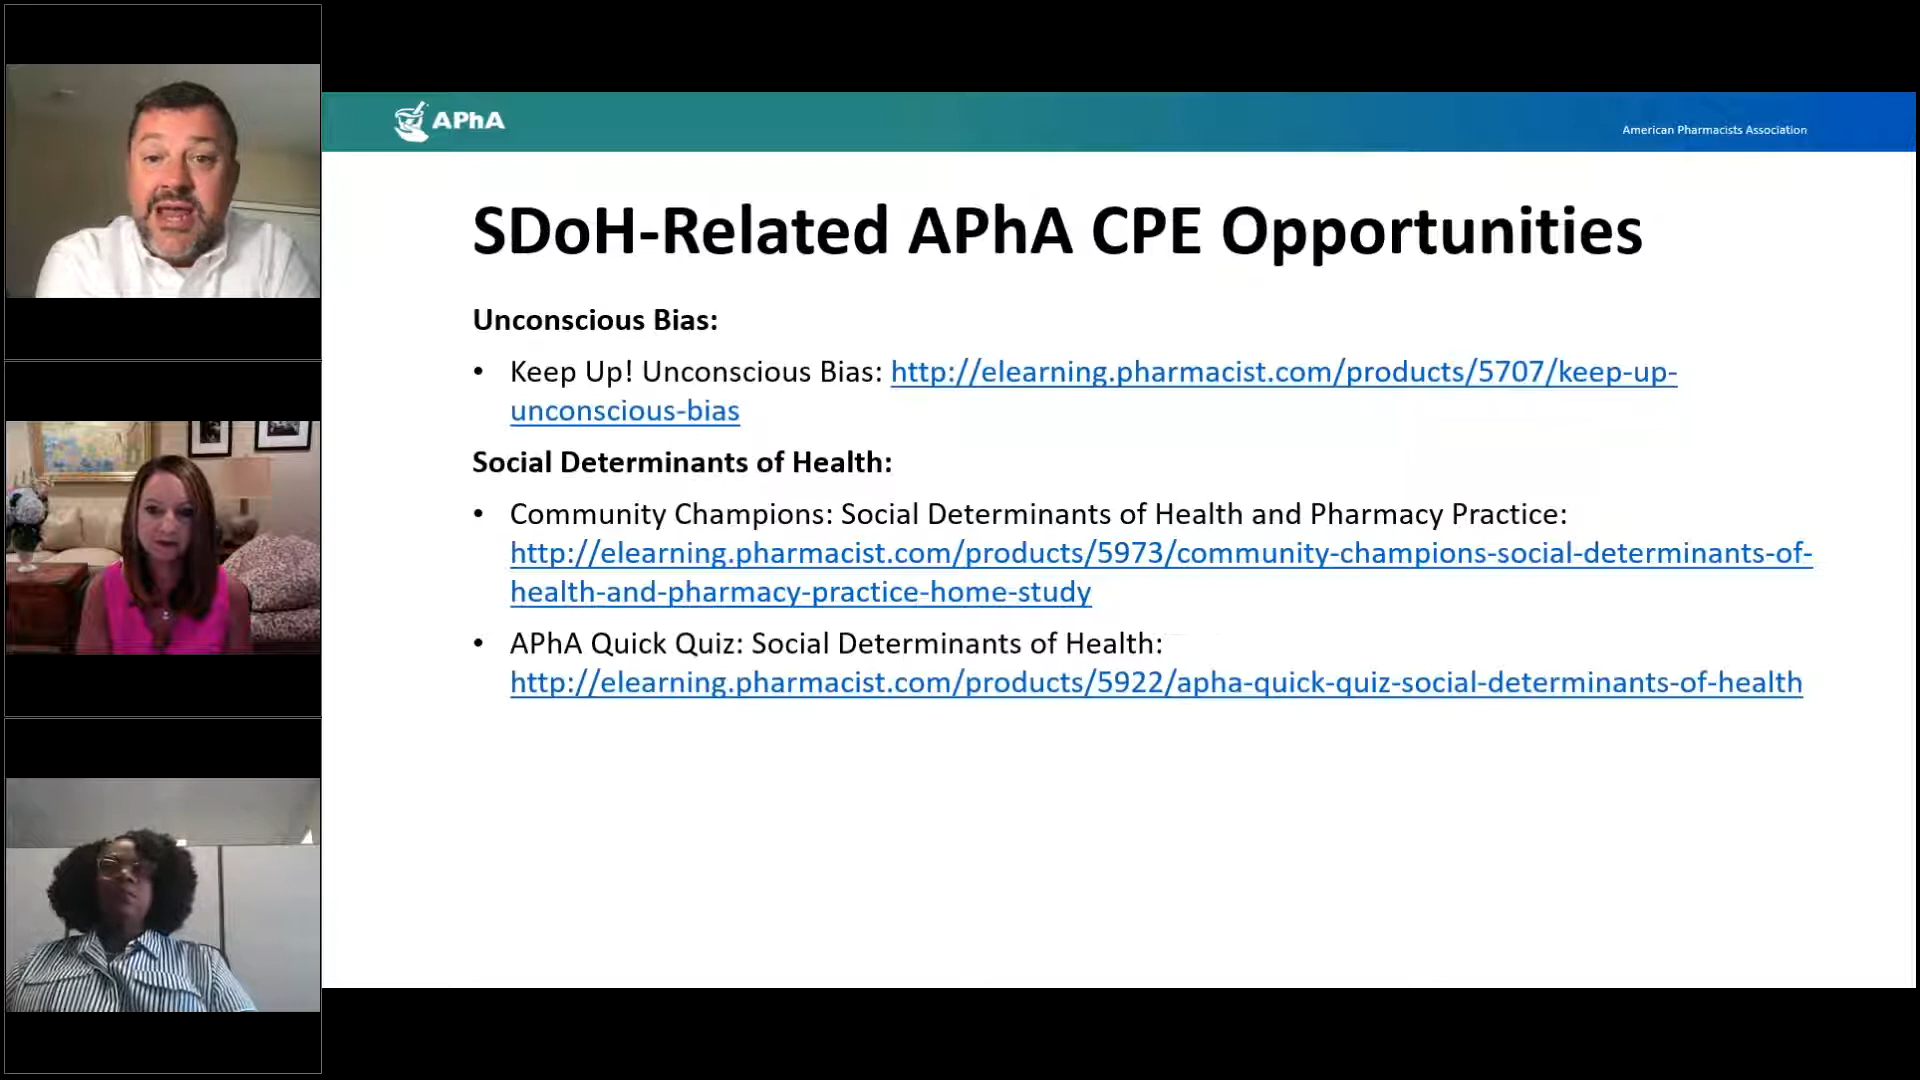 APhA
American Pharmacists Association
SDoH-Related APhA CPE Opportunities
Unconscious Bias:
• Keep Up! Unconscious Bias: http://elearning.pharmacist.com/products/5707/keep-up-
unconscious-bias
Social Determinants of Health:
• Community Champions: Social Determinants of Health and Pharmacy Practice:
http://elearning.pharmacist.com/products/5973/community-champions-social-determinants-of-
health-and-pharmacy-practice-home-study
• APhA Quick Quiz: Social Determinants of Health:
http://elearning.pharmacist.com/products/5922/apha-quick-quiz-social-determinants-of-health